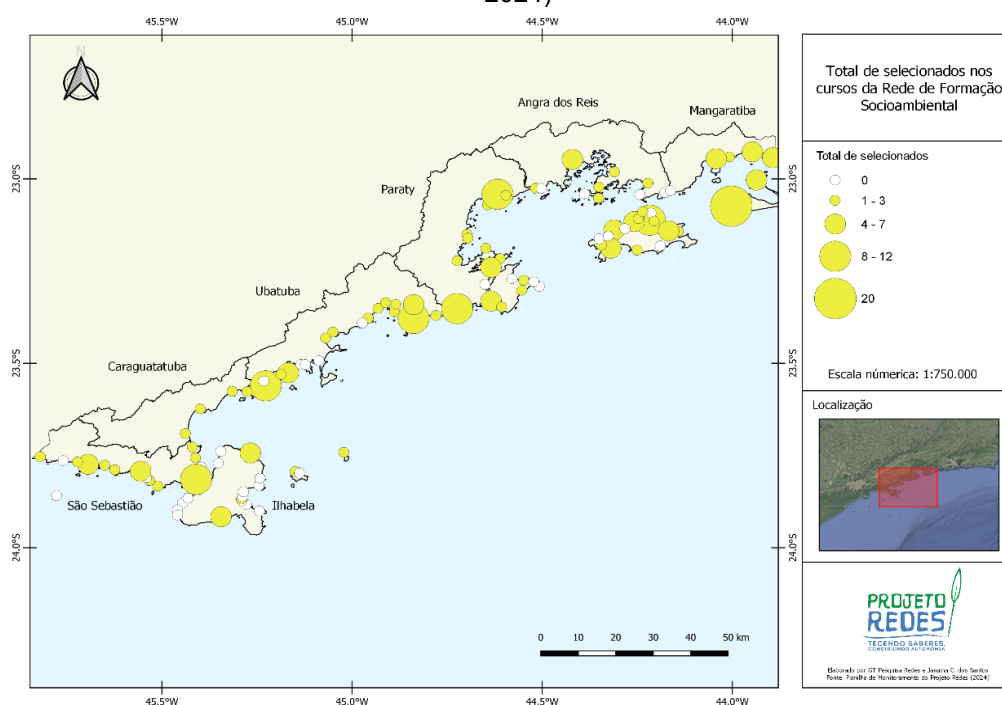 2024)
45.5°W 45.0°W 44.5°W 44.0°W
N
Angra dos Reis
Mangaratiba
Paraty
Ubatuba
Caraguatatuba
São Sebastião
Ilhabela
23.0°S 23.0°S
23.5°S 23.5°S
24.0°S 24.0°S
0 10 20 30 40 50 km
45.5°W 45.0°W 44.5°W 44.0°W
Total de selecionados nos
cursos da Rede de Formação
Socioambiental
Total de selecionados
0
1 - 3
4 - 7
8 - 12
20
Escala númerica: 1:750.000
Localização
PROJETO
REDES
TECENDO SABERES,
CONSTRUINDO AUTONOMIA
Elaborado por GT Pesquisa Redes e Janaína C. dos Santos
Fonte: Planilha de Monitoramento do Projeto Redes (2024)